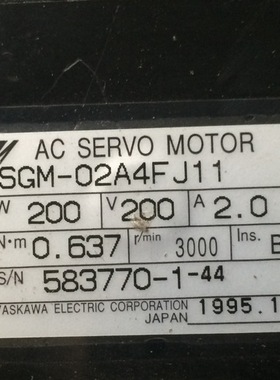 AC SERVO MOTOR
SGM-02A4FJ11
W 200 V 200 A 2.0
N·m 0.637 r/min 3000 Ins. B
S/N 583770-1-44
YASKAWA ELECTRIC CORPORATION 1995.1
JAPAN